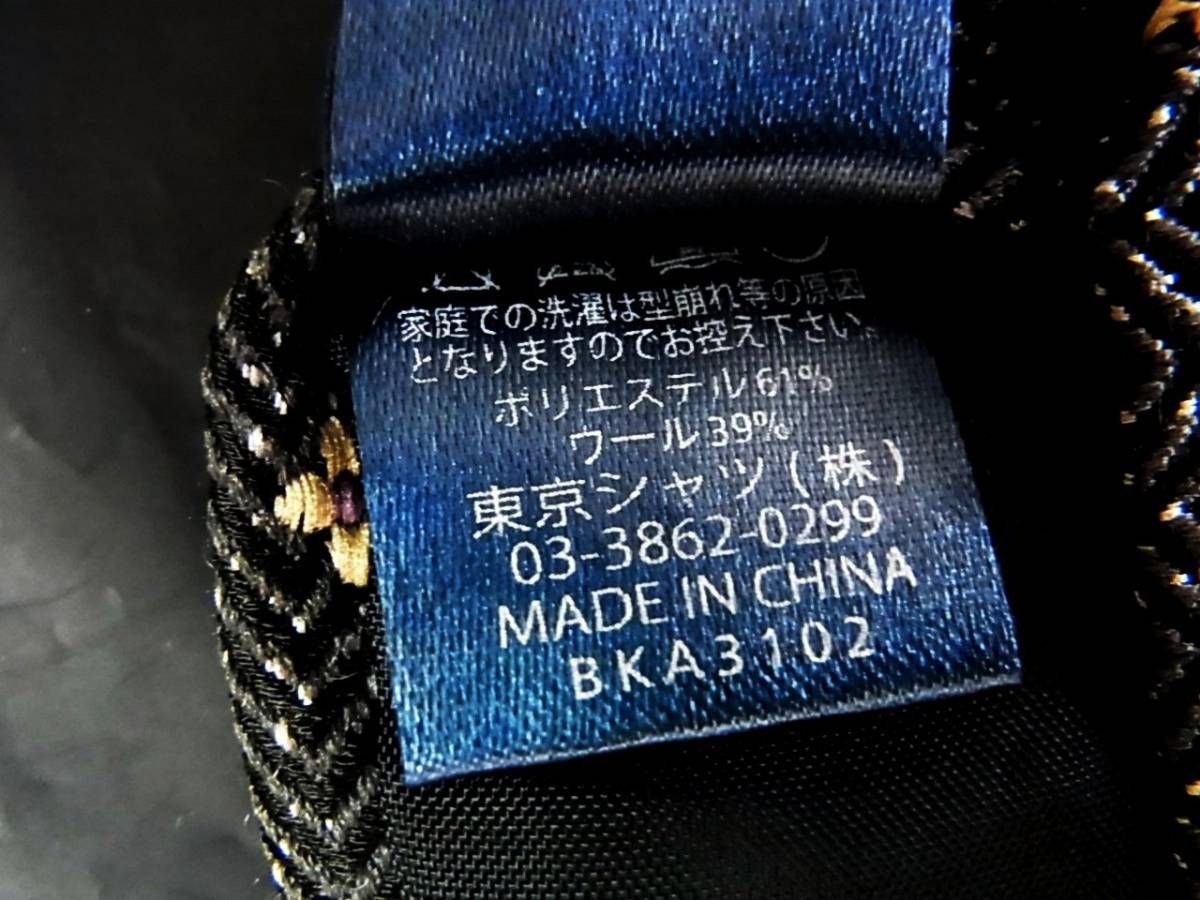 家庭での洗濯は型崩れ等の原因
となりますのでお控え下さい。
ポリエステル61%
ウール39%
東京シャツ(株)
03-3862-0299
MADE IN CHINA
BKA3102